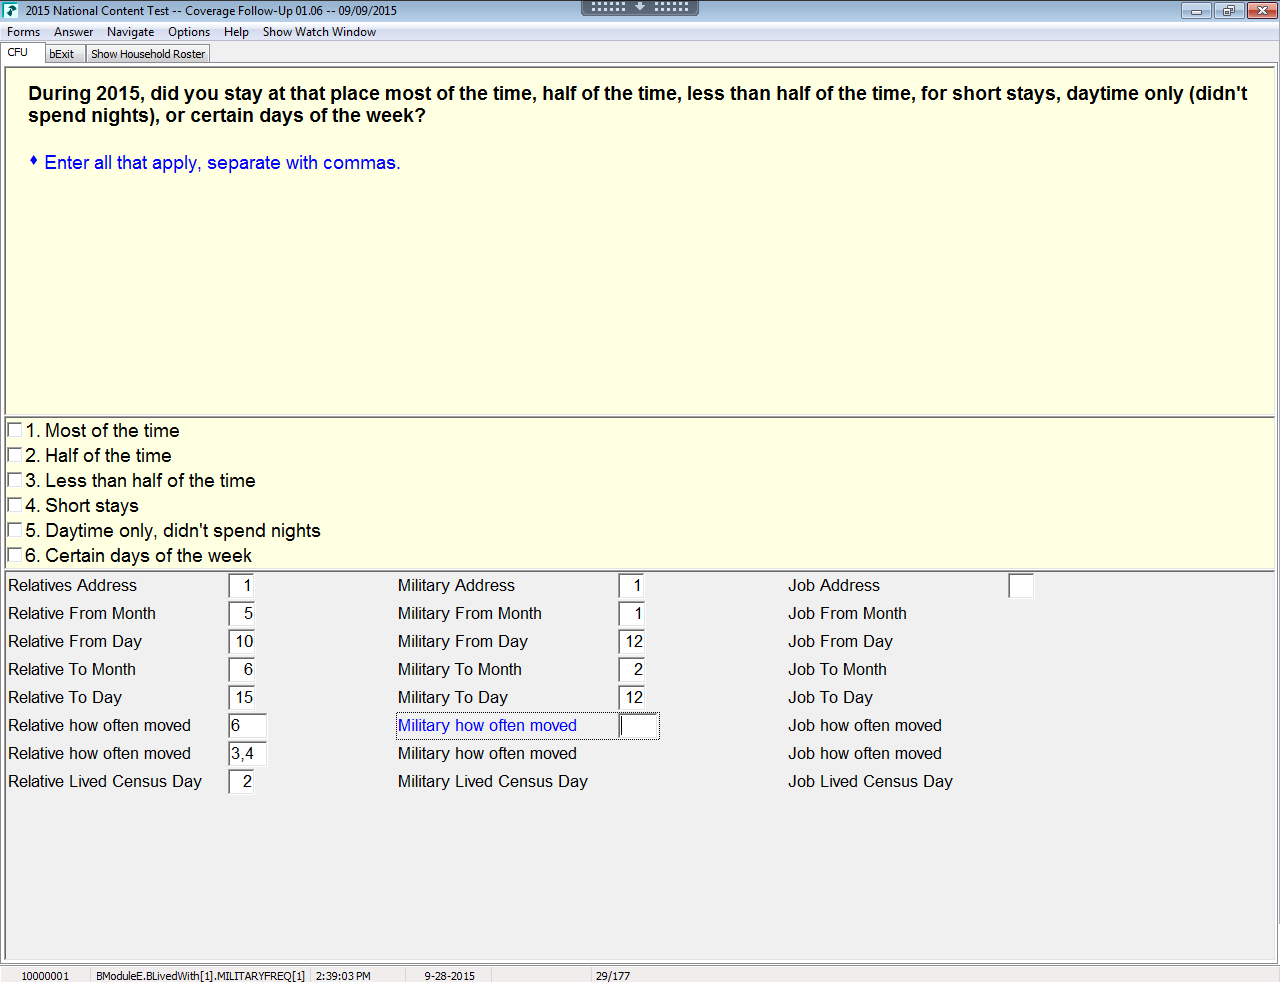 2015 National Content Test -- Coverage Follow-Up 01.06 -- 09/09/2015
Forms Answer Navigate Options Help Show Watch Window
CFU bExit Show Household Roster
During 2015, did you stay at that place most of the time, half of the time, less than half of the time, for short stays, daytime only (didn't
spend nights), or certain days of the week?
♦ Enter all that apply, separate with commas.
1. Most of the time
2. Half of the time
3. Less than half of the time
4. Short stays
5. Daytime only, didn't spend nights
6. Certain days of the week
Relatives Address 1 Military Address 1 Job Address
Relative From Month 5 Military From Month 1 Job From Month
Relative From Day 10 Military From Day 12 Job From Day
Relative To Month 6 Military To Month 2 Job To Month
Relative To Day 15 Military To Day 12 Job To Day
Relative how often moved 6 Military how often moved Job how often moved
Relative how often moved 3,4 Military how often moved Job how often moved
Relative Lived Census Day 2 Military Lived Census Day Job Lived Census Day
10000001 BModuleE.BLivedWith[1].MILITARYFREQ[1] 2:39:03 PM 9-28-2015 29/177